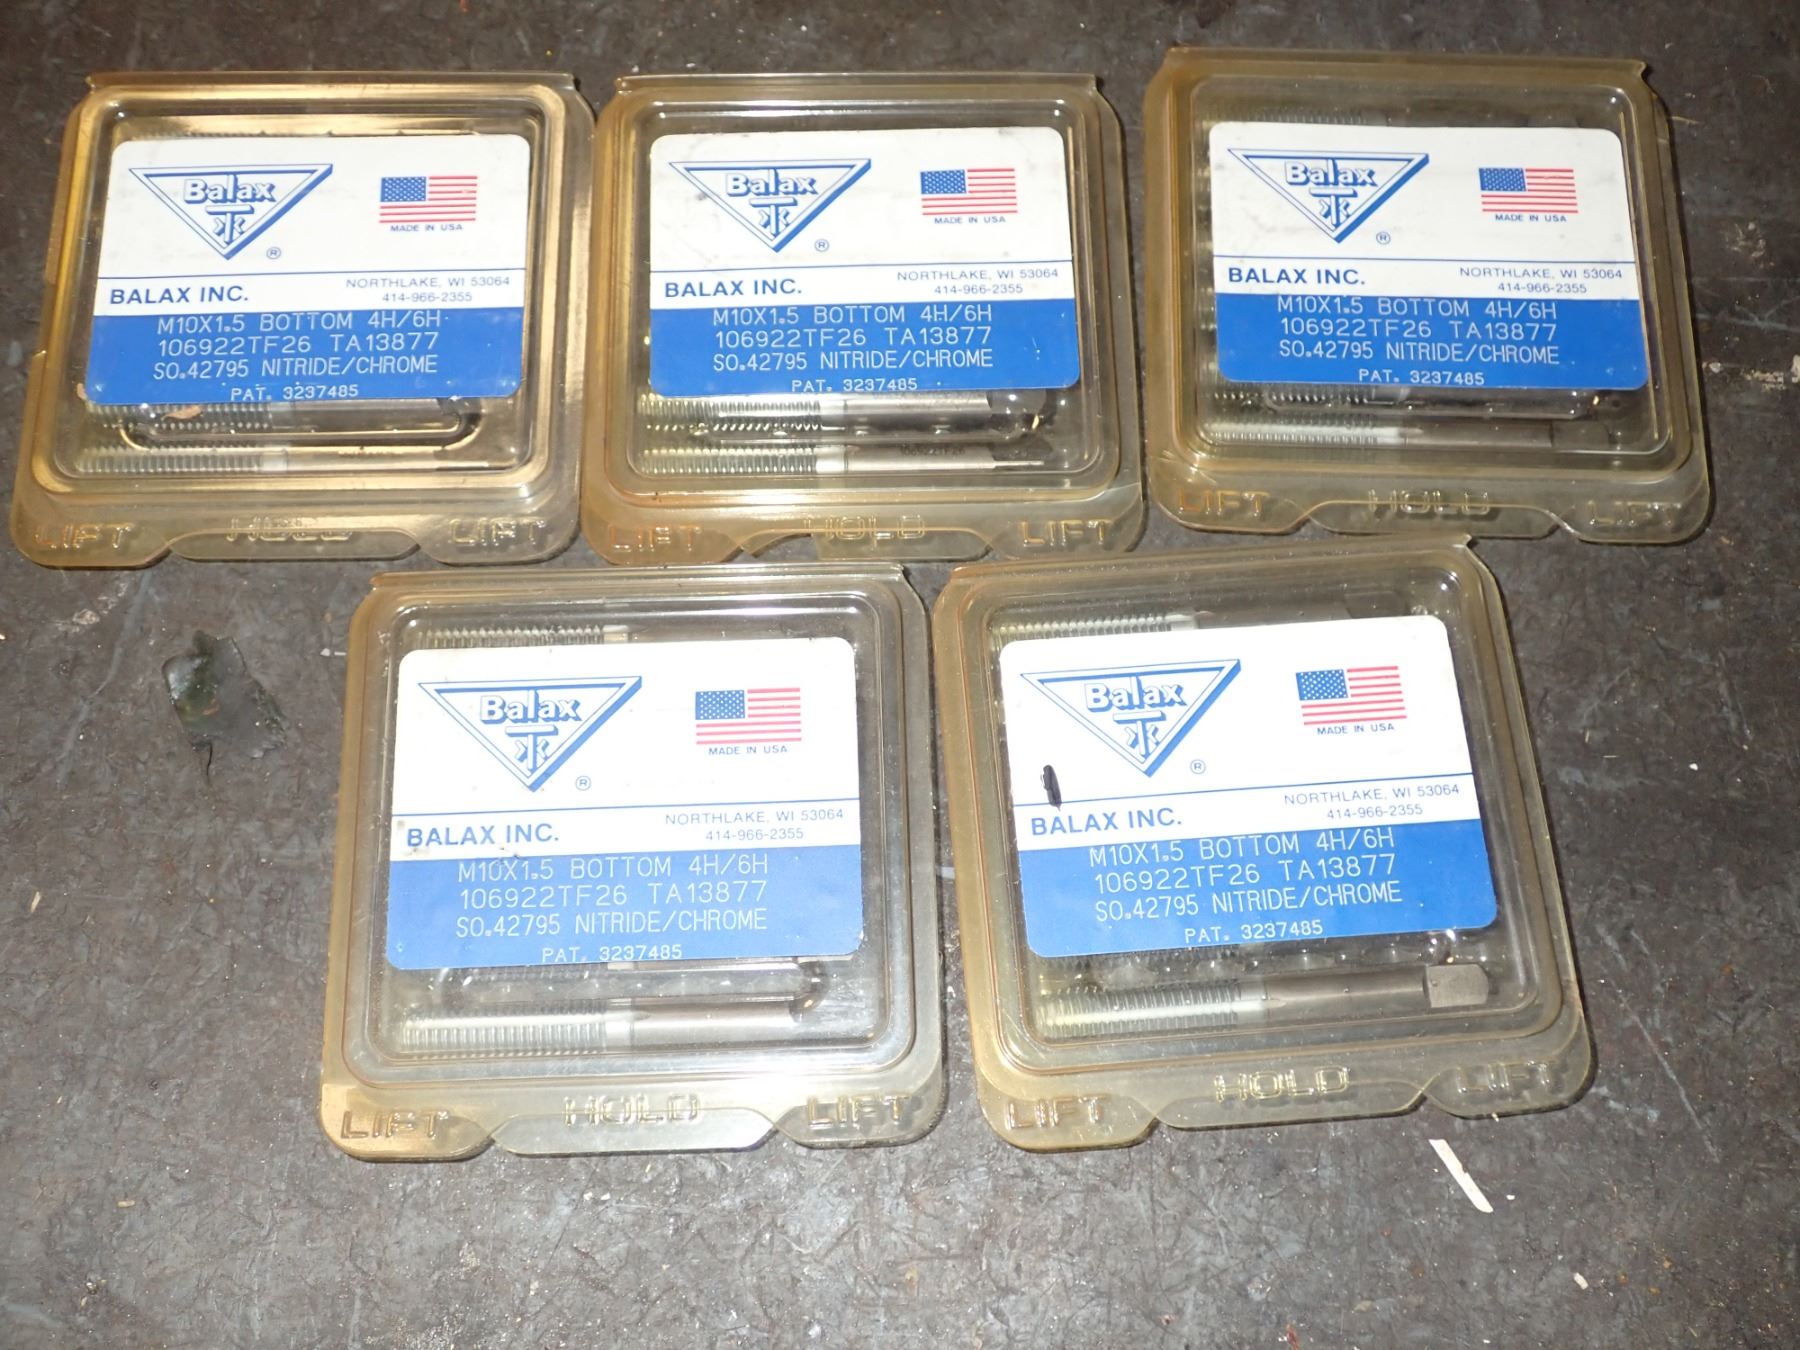 Balax
®
MADE IN USA
BALAX INC.
NORTHLAKE, WI 53064
414-966-2355
M10X1.5 BOTTOM 4H/6H
106922TF26 TA13877
SO.42795 NITRIDE/CHROME
PAT. 3237485
LIFT HOLD LIFT
Balax
®
MADE IN USA
BALAX INC.
NORTHLAKE, WI 53064
414-966-2355
M10X1.5 BOTTOM 4H/6H
106922TF26 TA13877
SO.42795 NITRIDE/CHROME
PAT. 3237485
106922TF26
LIFT HOLD LIFT
Balax
®
MADE IN USA
BALAX INC.
NORTHLAKE, WI 53064
414-966-2355
M10X1.5 BOTTOM 4H/6H
106922TF26 TA13877
SO.42795 NITRIDE/CHROME
PAT. 3237485
LIFT HOLD LIFT
Balax
®
MADE IN USA
BALAX INC.
NORTHLAKE, WI 53064
414-966-2355
M10X1.5 BOTTOM 4H/6H
106922TF26 TA13877
SO.42795 NITRIDE/CHROME
PAT. 3237485
LIFT HOLD LIFT
Balax
®
MADE IN USA
BALAX INC.
NORTHLAKE, WI 53064
414-966-2355
M10X1.5 BOTTOM 4H/6H
106922TF26 TA13877
SO.42795 NITRIDE/CHROME
PAT. 3237485
LIFT HOLD LIFT